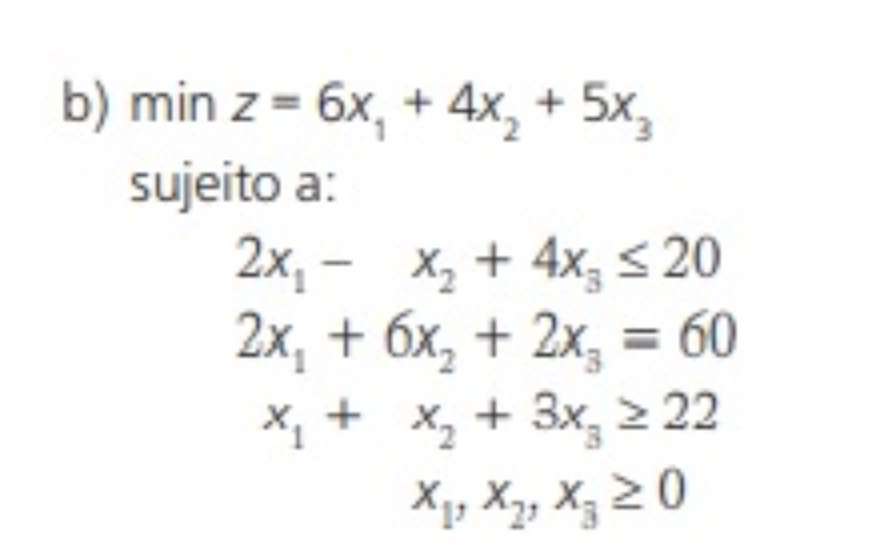 b) min z = 6x₁ + 4x₂ + 5x₃
sujeito a:
2x₁ − x₂ + 4x₃ ≤ 20
2x₁ + 6x₂ + 2x₃ = 60
x₁ + x₂ + 3x₃ ≥ 22
x₁, x₂, x₃ ≥ 0